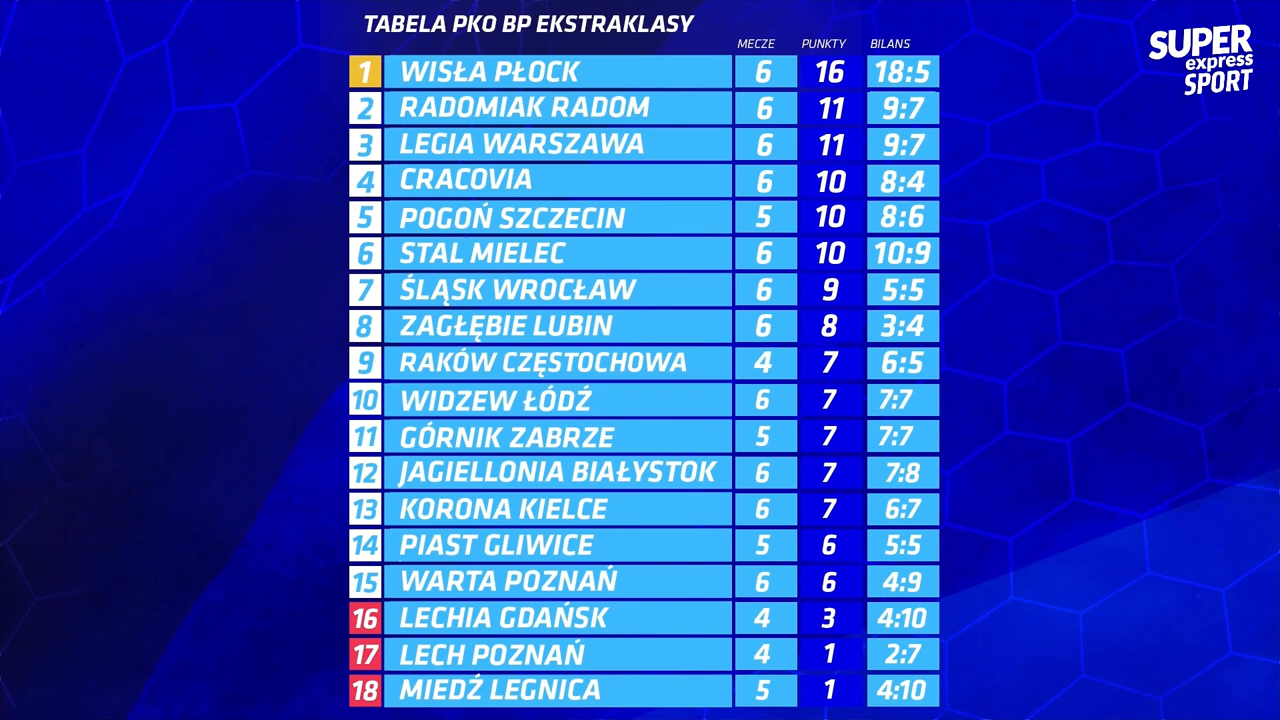 TABELA PKO BP EKSTRAKLASY
MECZE PUNKTY BILANS
1 WISŁA PŁOCK 6 16 18:5
2 RADOMIAK RADOM 6 11 9:7
3 LEGIA WARSZAWA 6 11 9:7
4 CRACOVIA 6 10 8:4
5 POGOŃ SZCZECIN 5 10 8:6
6 STAL MIELEC 6 10 10:9
7 ŚLĄSK WROCŁAW 6 9 5:5
8 ZAGŁĘBIE LUBIN 6 8 3:4
9 RAKÓW CZĘSTOCHOWA 4 7 6:5
10 WIDZEW ŁÓDŹ 6 7 7:7
11 GÓRNIK ZABRZE 5 7 7:7
12 JAGIELLONIA BIAŁYSTOK 6 7 7:8
13 KORONA KIELCE 6 7 6:7
14 PIAST GLIWICE 5 6 5:5
15 WARTA POZNAŃ 6 6 4:9
16 LECHIA GDAŃSK 4 3 4:10
17 LECH POZNAŃ 4 1 2:7
18 MIEDŹ LEGNICA 5 1 4:10
SUPER
express
SPORT